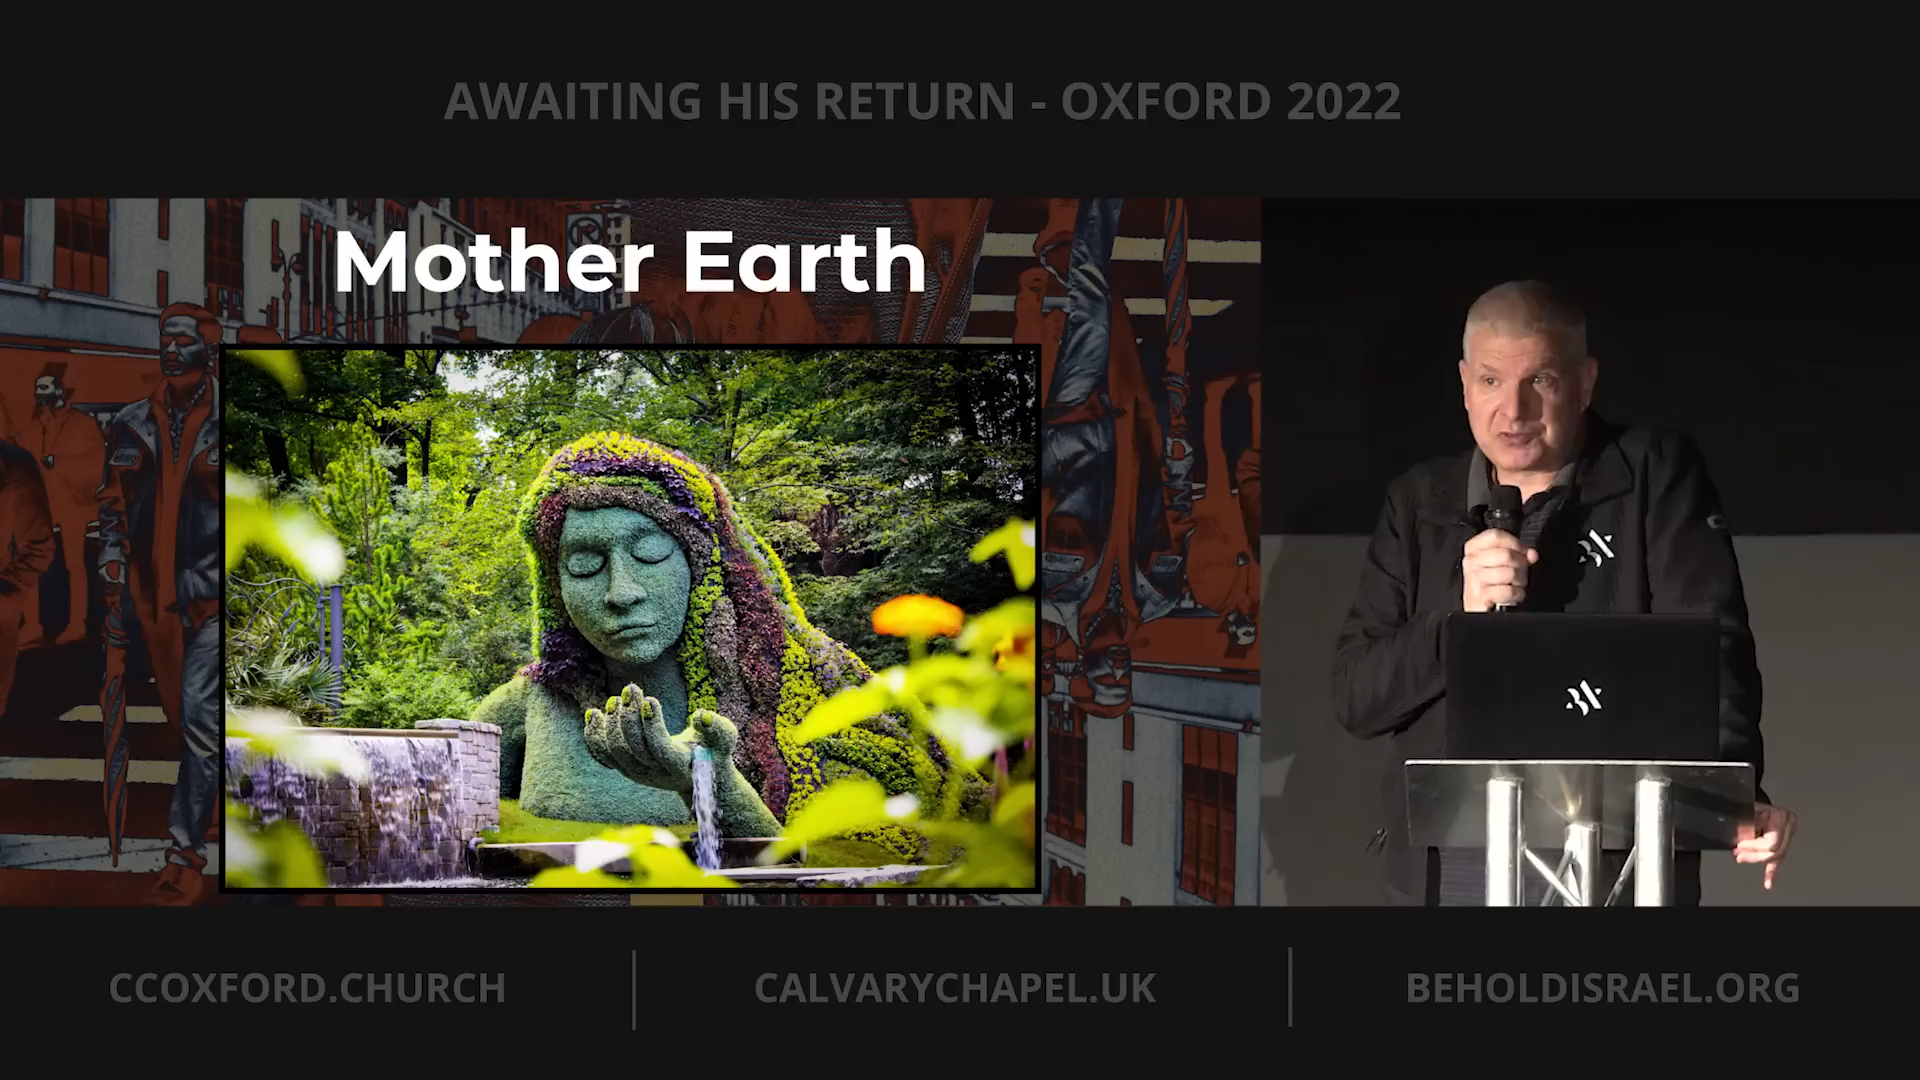 AWAITING HIS RETURN - OXFORD 2022
Mother Earth
CCOXFORD.CHURCH
CALVARYCHAPEL.UK
BEHOLDISRAEL.ORG